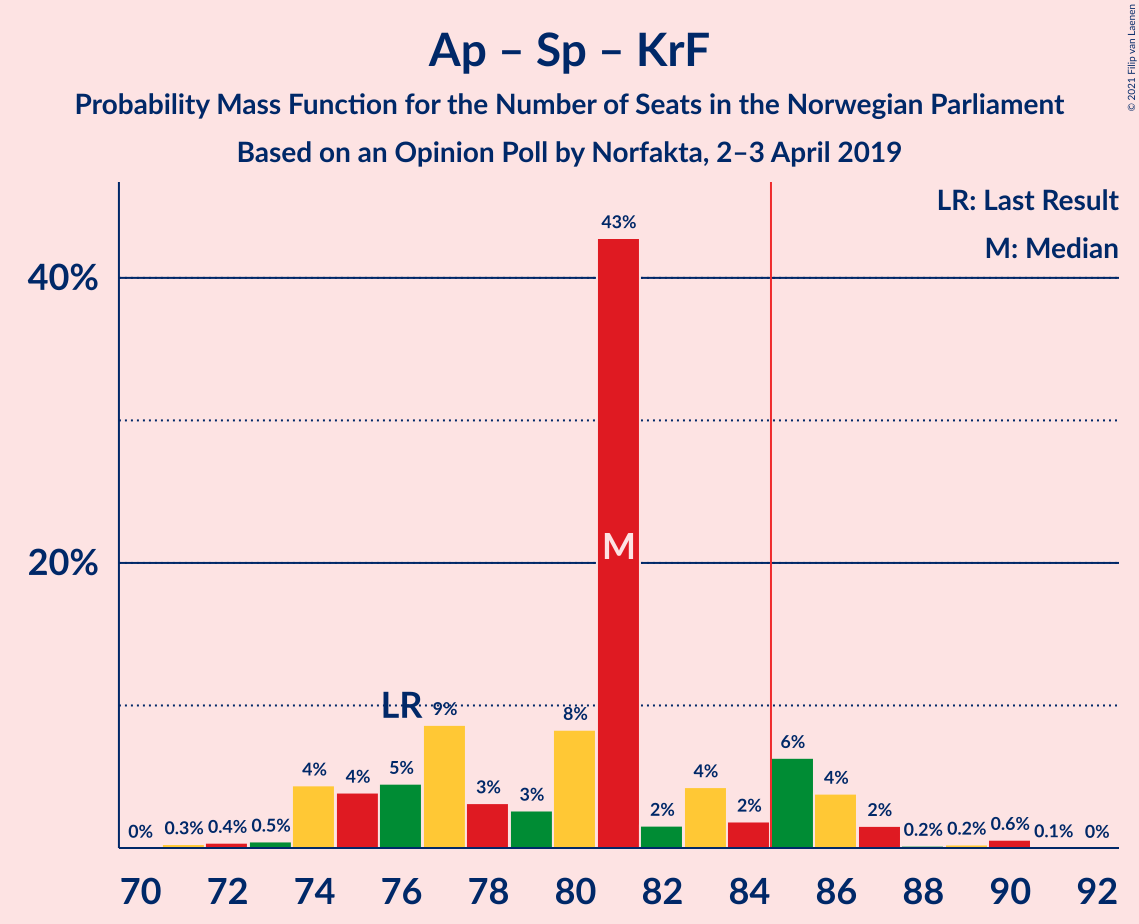 Ap – Sp – KrF
Probability Mass Function for the Number of Seats in the Norwegian Parliament
Based on an Opinion Poll by Norfakta, 2–3 April 2019
© 2021 Filip van Laenen
LR: Last Result
M: Median
40%
20%
43%
M
LR
0%
0.3%
0.4%
0.5%
4%
4%
5%
9%
3%
3%
8%
2%
4%
2%
6%
4%
2%
0.2%
0.2%
0.6%
0.1%
0%
70 72 74 76 78 80 82 84 86 88 90 92